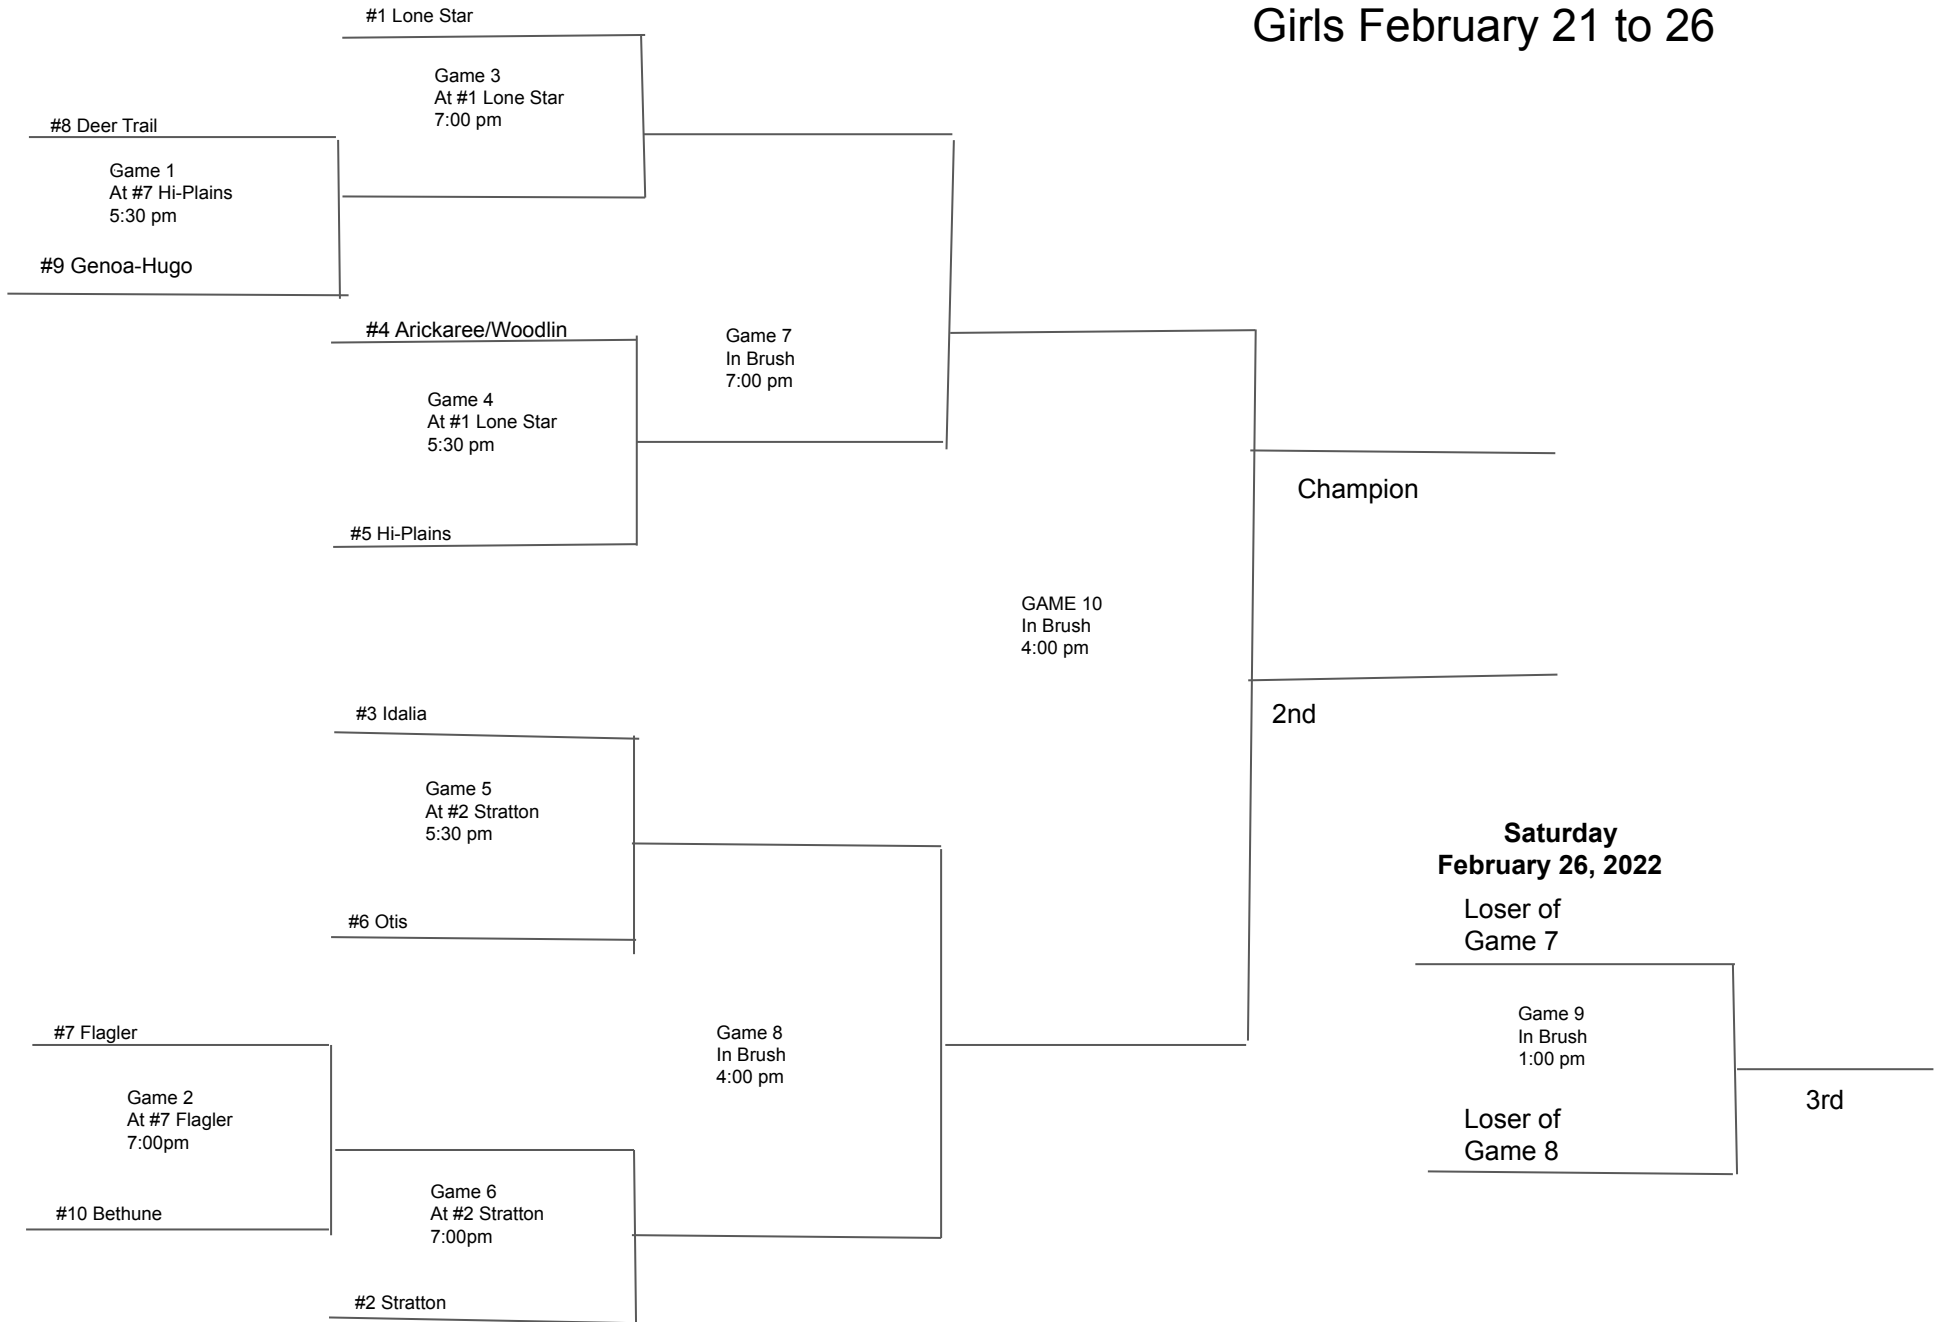 Girls February 21 to 26
#1 Lone Star
Game 3
At #1 Lone Star
7:00 pm
#8 Deer Trail
Game 1
At #7 Hi-Plains
5:30 pm
#9 Genoa-Hugo
#4 Arickaree/Woodlin
Game 7
In Brush
7:00 pm
Game 4
At #1 Lone Star
5:30 pm
#5 Hi-Plains
Champion
GAME 10
In Brush
4:00 pm
2nd
#3 Idalia
Game 5
At #2 Stratton
5:30 pm
#6 Otis
Saturday
February 26, 2022
Loser of
Game 7
Game 9
In Brush
1:00 pm
3rd
Loser of
Game 8
#7 Flagler
Game 2
At #7 Flagler
7:00pm
#10 Bethune
Game 8
In Brush
4:00 pm
Game 6
At #2 Stratton
7:00pm
#2 Stratton